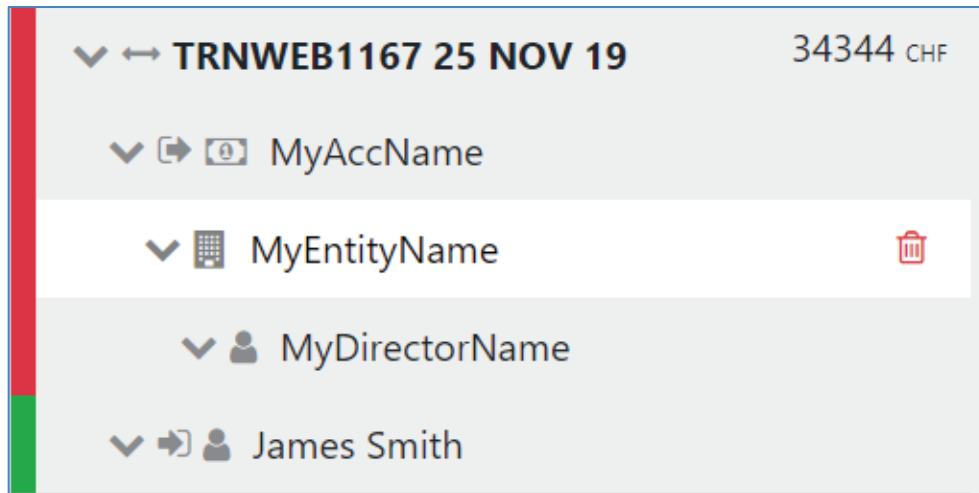 TRNWEB1167 25 NOV 19 34344 CHF
MyAccName
MyEntityName
MyDirectorName
James Smith